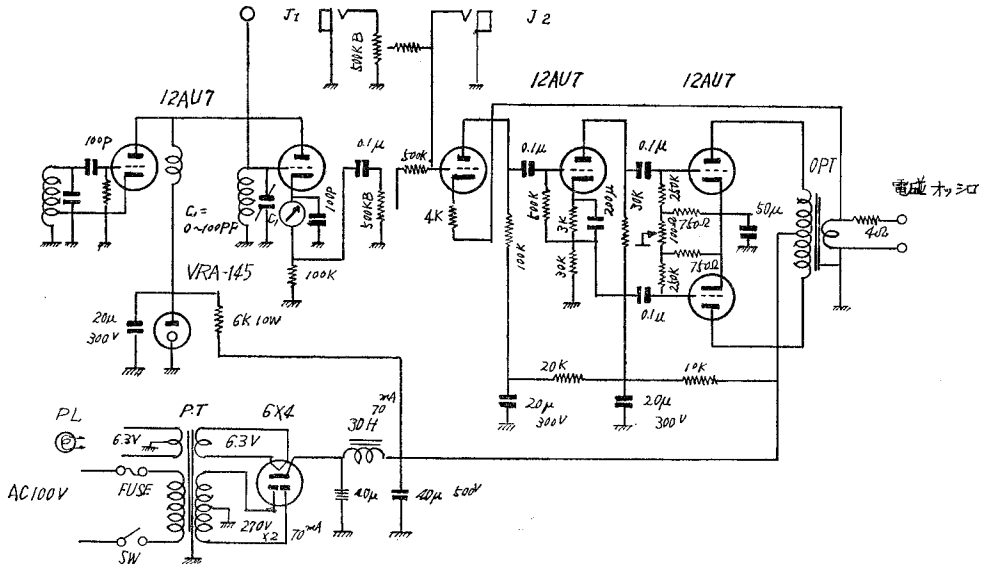 J1
J2
500KB
12AU7
12AU7
12AU7
100P
0.1μ
500K
0.1μ
0.1μ
OPT
電磁オッシロ
C1=
0~100PF
C1
100P
500KB
4K
500K
3K
200μ
30K
250K
100Ω
750Ω
50μ
4Ω
VRA-145
100K
100K
30K
250K
750Ω
0.1μ
20μ
300V
6K 10W
20K
10K
20μ
300V
20μ
300V
PL
P.T
6X4
30H
70mA
6.3V
6.3V
AC100V
FUSE
40μ
40μ
500V
270V
×2
70mA
SW